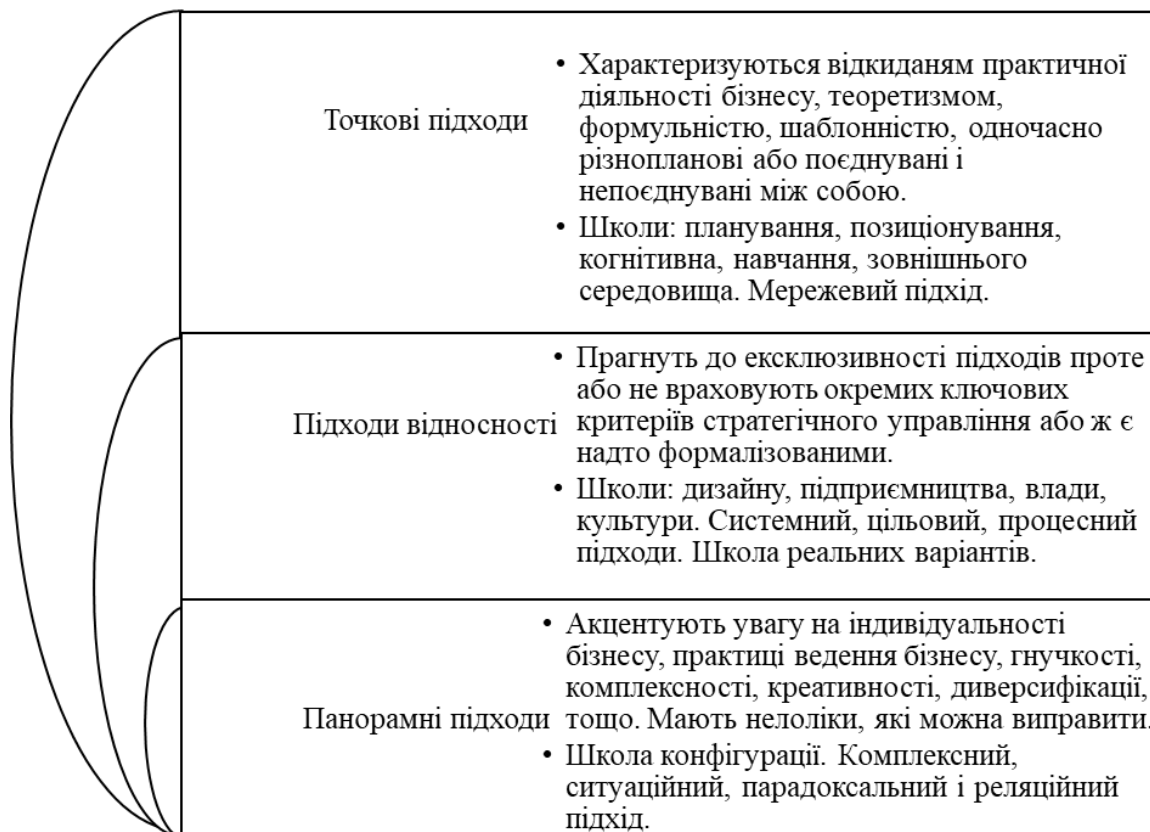 Точкові підходи
• Характеризуються відкиданям практичної
діяльності бізнесу, теоретизмом,
формульністю, шаблонністю, одночасно
різнопланові або поєднувані і
непоєднувані між собою.
• Школи: планування, позиціонування,
когнітивна, навчання, зовнішнього
середовища. Мережевий підхід.
Підходи відносності
• Прагнуть до ексклюзивності підходів проте
або не враховують окремих ключових
критеріїв стратегічного управління або ж є
надто формалізованими.
• Школи: дизайну, підприємництва, влади,
культури. Системний, цільовий, процесний
підходи. Школа реальних варіантів.
Панорамні підходи
• Акцентують увагу на індивідуальності
бізнесу, практиці ведення бізнесу, гнучкості,
комплексності, креативності, диверсифікації,
тощо. Мають нелоліки, які можна виправити.
• Школа конфігурації. Комплексний,
ситуаційний, парадоксальний і реляційний
підхід.